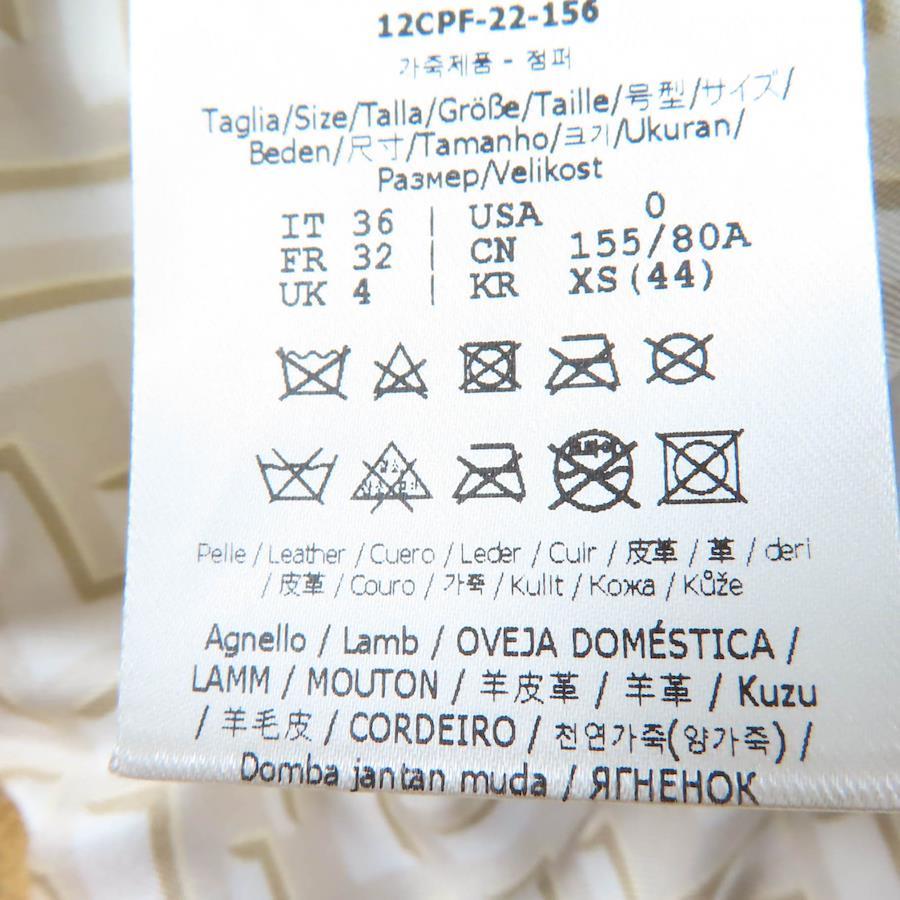 12CPF-22-156
가죽제품 - 점퍼
Taglia/Size/Talla/Größe/Taille/号型/サイズ/
Beden/尺寸/Tamanho/크기/Ukuran/
Размер/Velikost
IT 36 | USA 0
FR 32 | CN 155/80A
UK 4 | KR XS(44)
Pelle / Leather / Cuero / Leder / Cuir / 皮革 / 革 / deri
/ 皮革 / Couro / 가죽 / Kulit / Кожа / Kůže
Agnello / Lamb / OVEJA DOMÉSTICA /
LAMM / MOUTON / 羊皮革 / 羊革 / Kuzu
/ 羊毛皮 / CORDEIRO / 천연가죽(양가죽) /
Domba jantan muda / ЯГНЕНОК